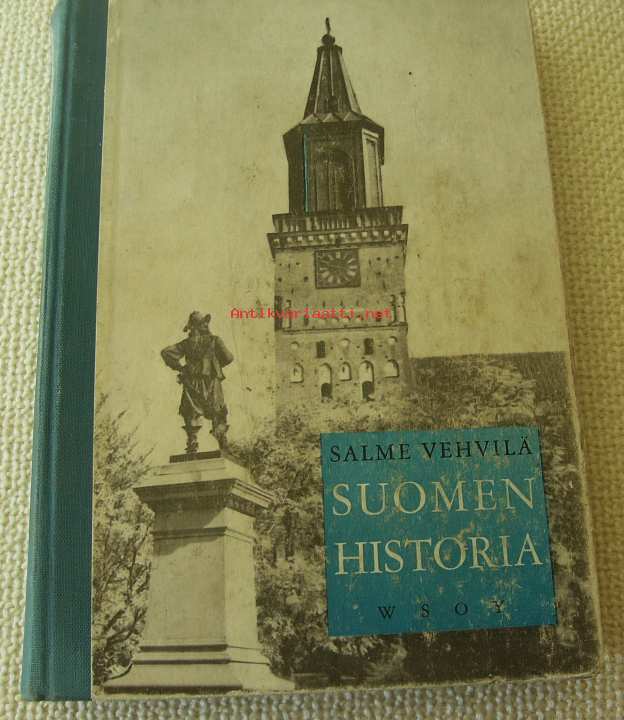 Antikvariaatti.net
SALME VEHVILÄ
SUOMEN
HISTORIA
WSOY